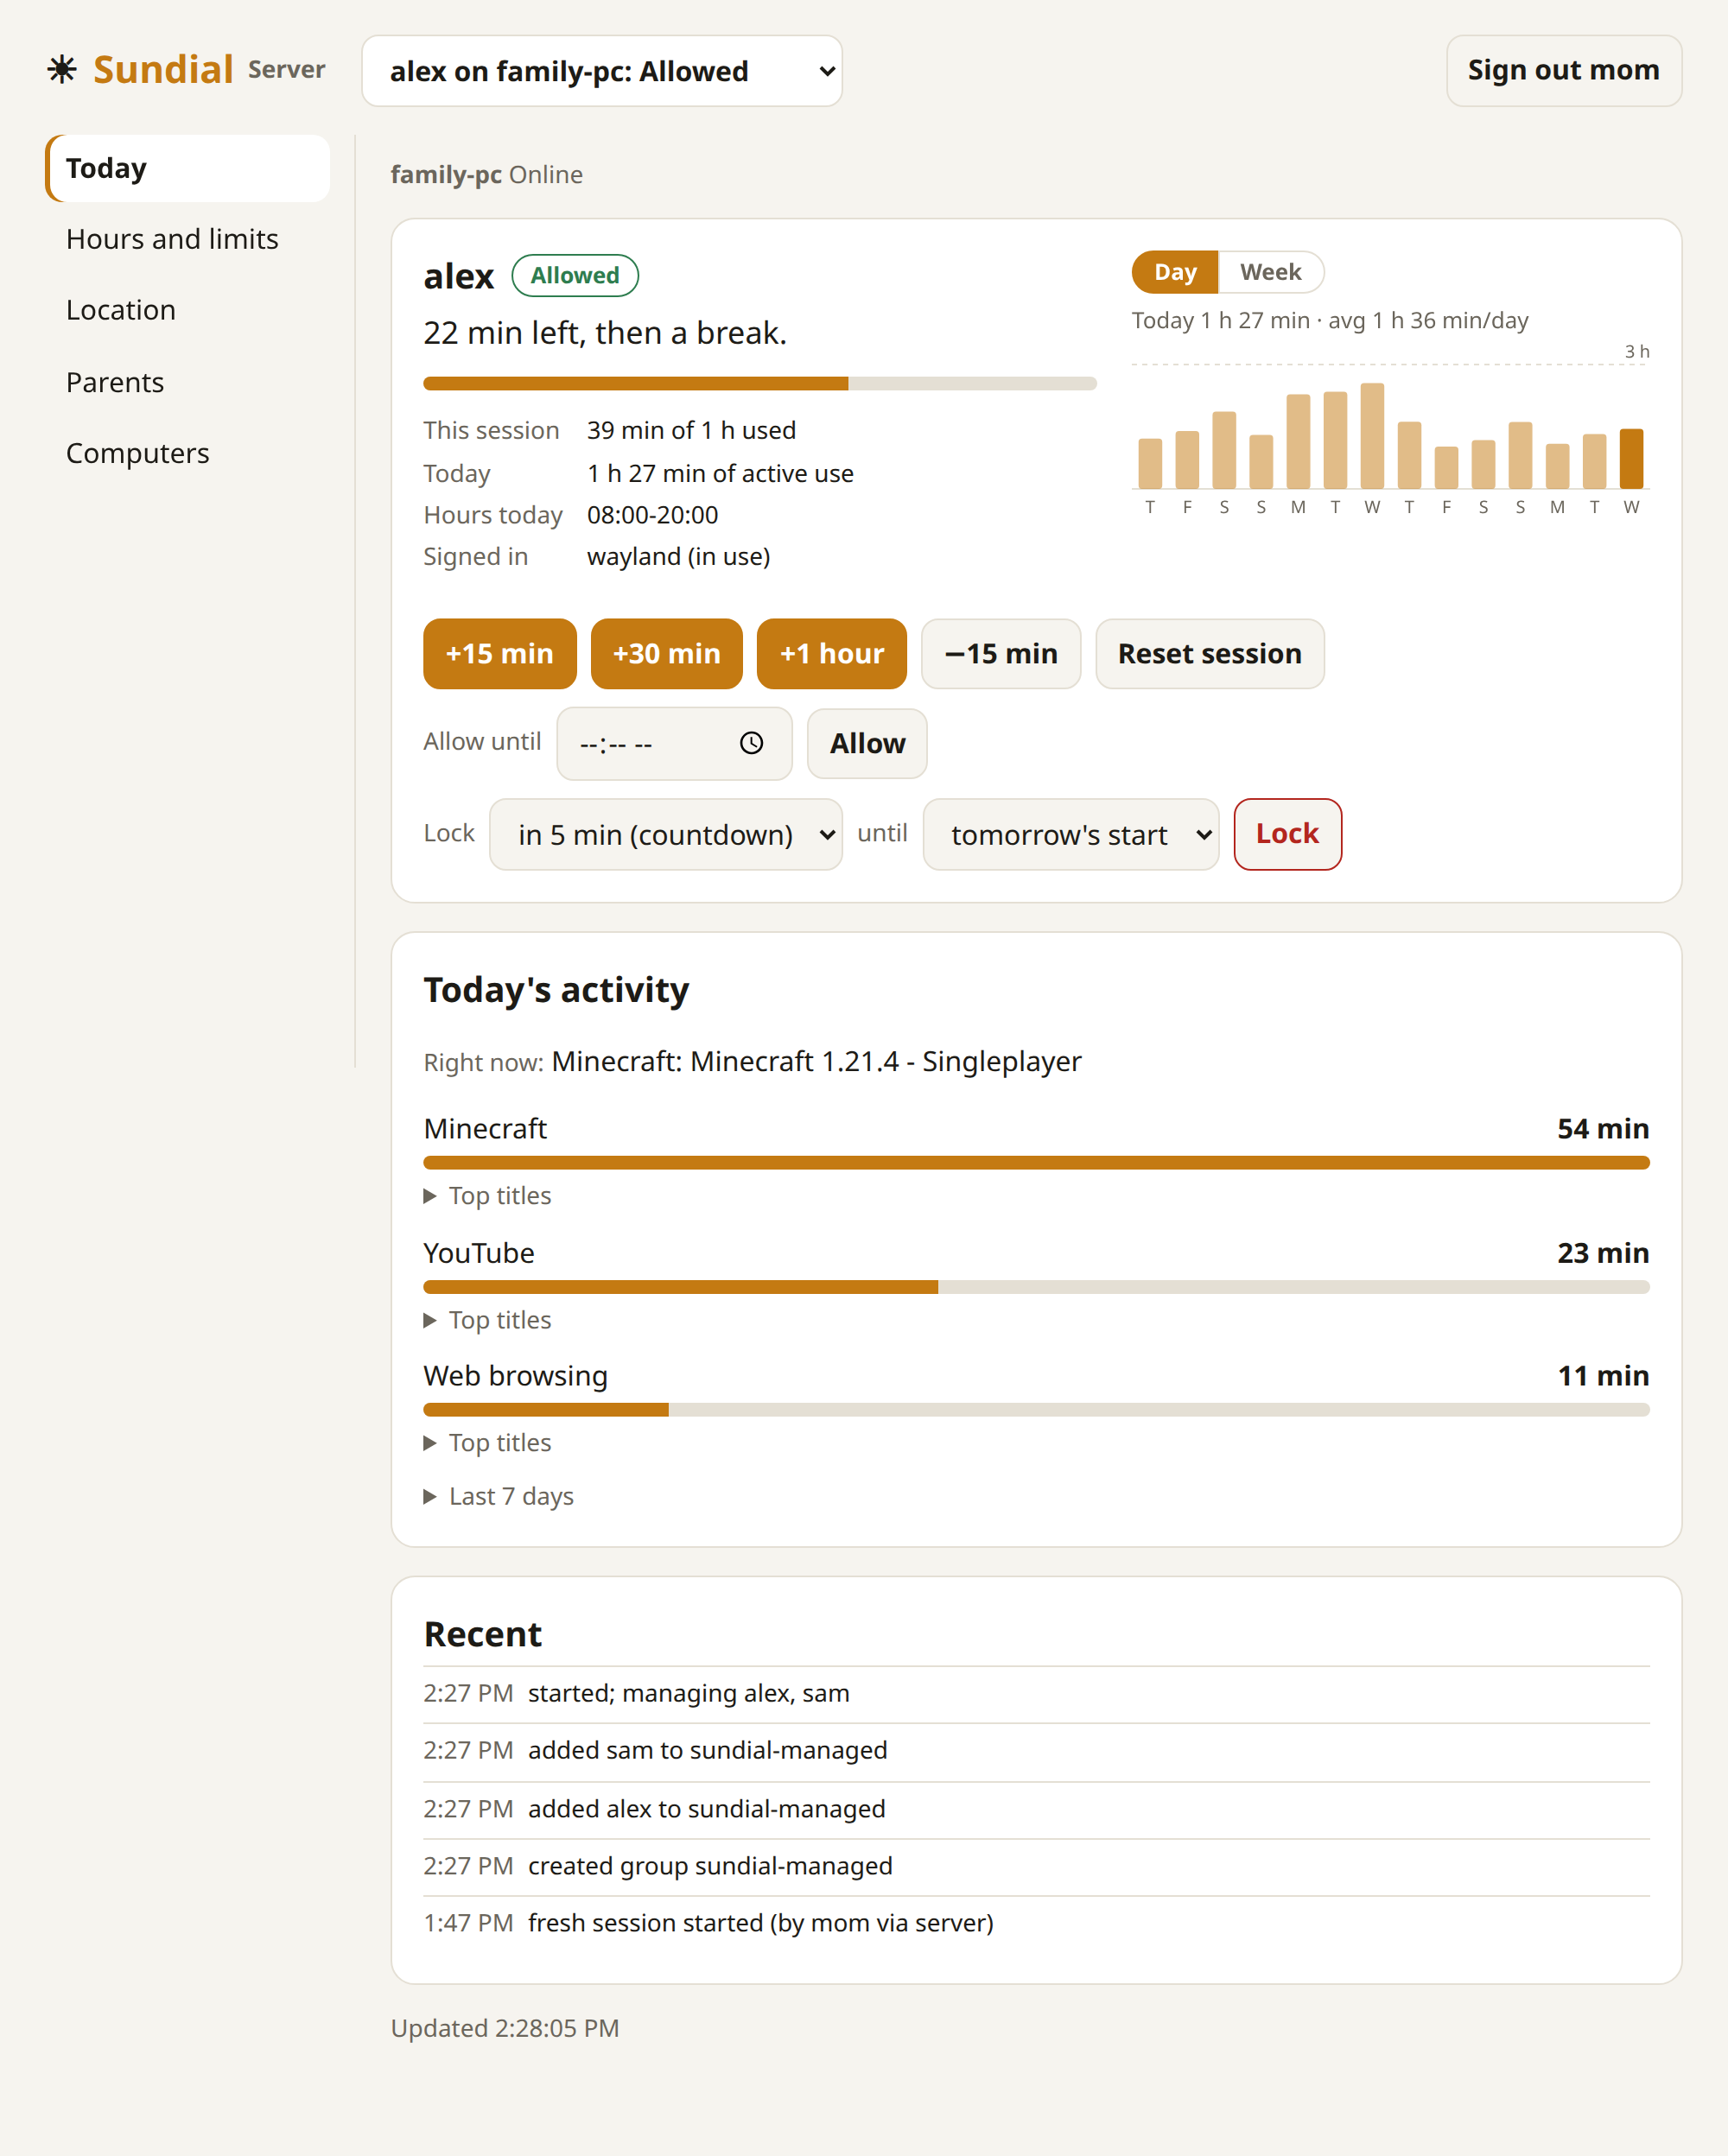 ☀ Sundial Server
alex on family-pc: Allowed
Sign out mom
Today
Hours and limits
Location
Parents
Computers
family-pc Online
alex Allowed
22 min left, then a break.
This session 39 min of 1 h used
Today 1 h 27 min of active use
Hours today 08:00-20:00
Signed in wayland (in use)
Day Week
Today 1 h 27 min · avg 1 h 36 min/day
3 h
T F S S M T W T F S S M T W
+15 min +30 min +1 hour −15 min Reset session
Allow until --:-- -- Allow
Lock in 5 min (countdown) until tomorrow's start Lock
Today's activity
Right now: Minecraft: Minecraft 1.21.4 - Singleplayer
Minecraft 54 min
▶ Top titles
YouTube 23 min
▶ Top titles
Web browsing 11 min
▶ Top titles
▶ Last 7 days
Recent
2:27 PM started; managing alex, sam
2:27 PM added sam to sundial-managed
2:27 PM added alex to sundial-managed
2:27 PM created group sundial-managed
1:47 PM fresh session started (by mom via server)
Updated 2:28:05 PM